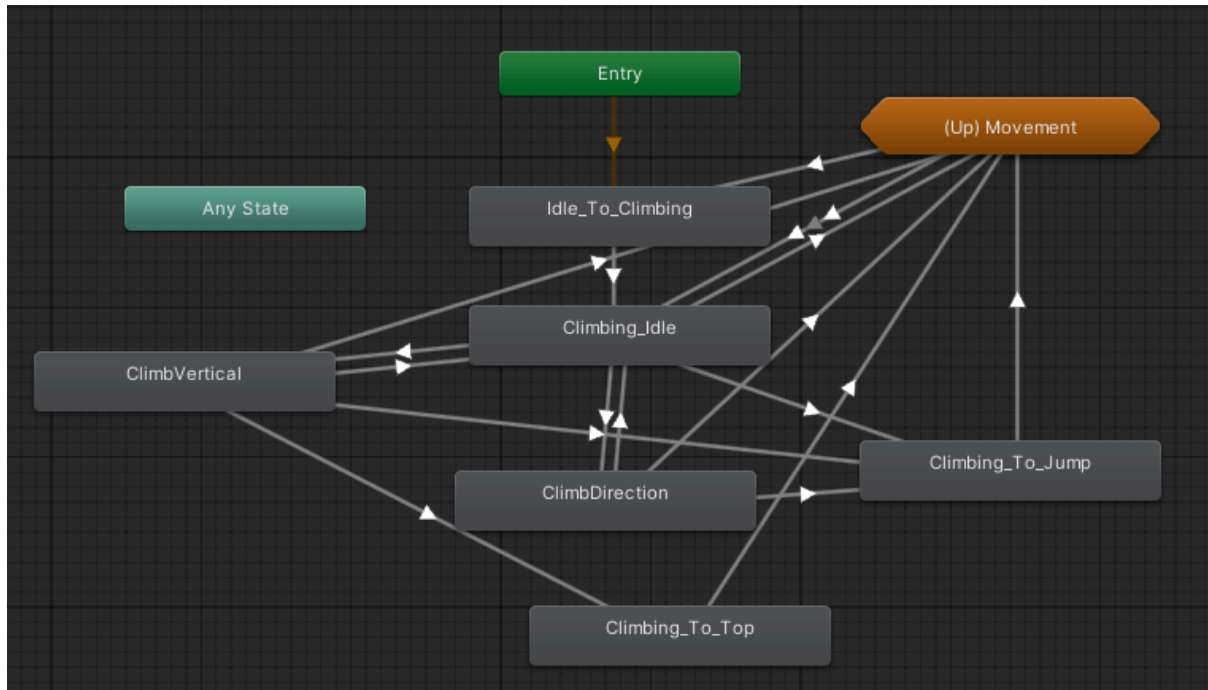 Entry
(Up) Movement
Any State
Idle_To_Climbing
Climbing_Idle
ClimbVertical
Climbing_To_Jump
ClimbDirection
Climbing_To_Top